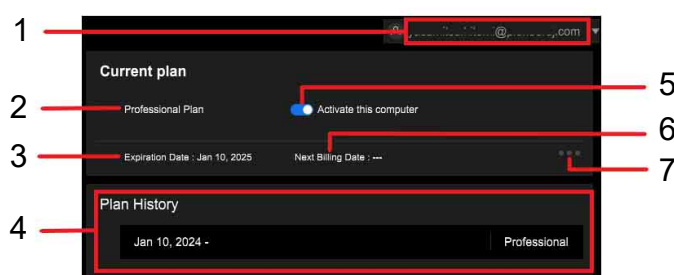 1
.com
Current plan
5
2
Professional Plan
Activate this computer
6
3
Expiration Date : Jan 10, 2025
Next Billing Date : ---
7
Plan History
4
Jan 10, 2024 -
Professional